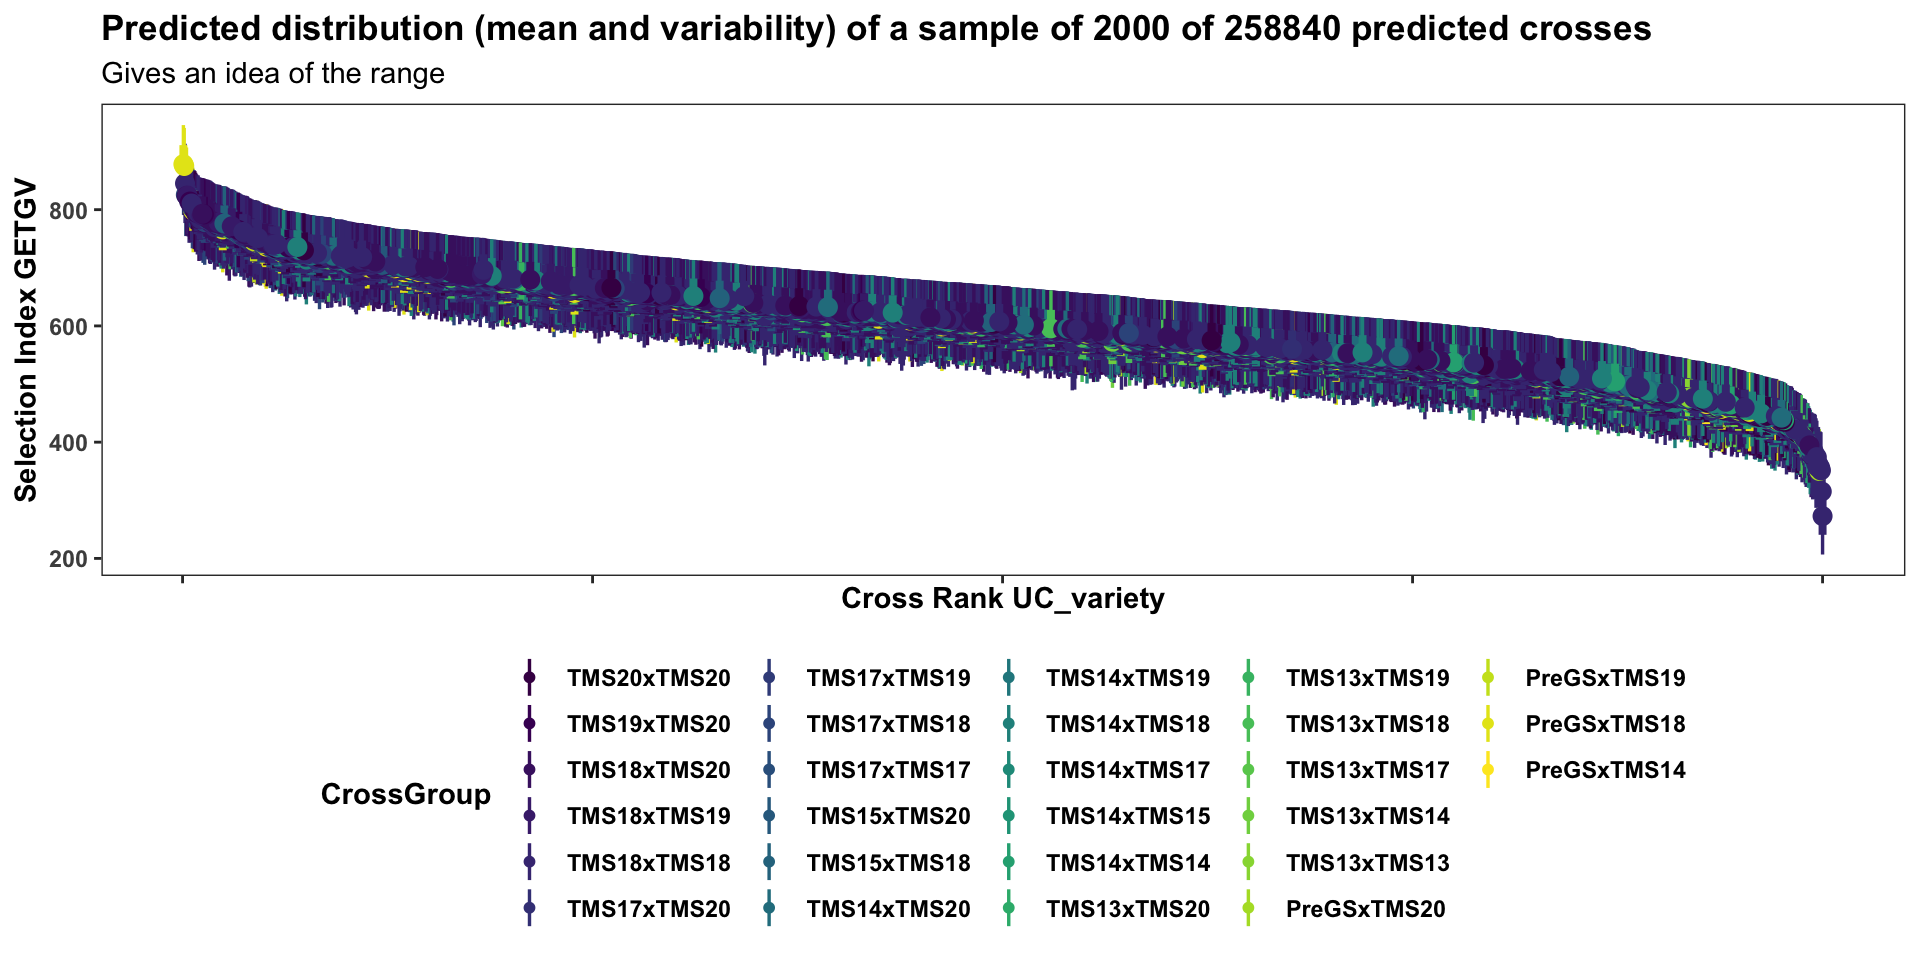 Predicted distribution (mean and variability) of a sample of 2000 of 258840 predicted crosses
Gives an idea of the range
Selection Index GETGV
800
600
400
200
Cross Rank UC_variety
CrossGroup
TMS20xTMS20
TMS19xTMS20
TMS18xTMS20
TMS18xTMS19
TMS18xTMS18
TMS17xTMS20
TMS17xTMS19
TMS17xTMS18
TMS17xTMS17
TMS15xTMS20
TMS15xTMS18
TMS14xTMS20
TMS14xTMS19
TMS14xTMS18
TMS14xTMS17
TMS14xTMS15
TMS14xTMS14
TMS13xTMS20
TMS13xTMS19
TMS13xTMS18
TMS13xTMS17
TMS13xTMS14
TMS13xTMS13
PreGSxTMS20
PreGSxTMS19
PreGSxTMS18
PreGSxTMS14